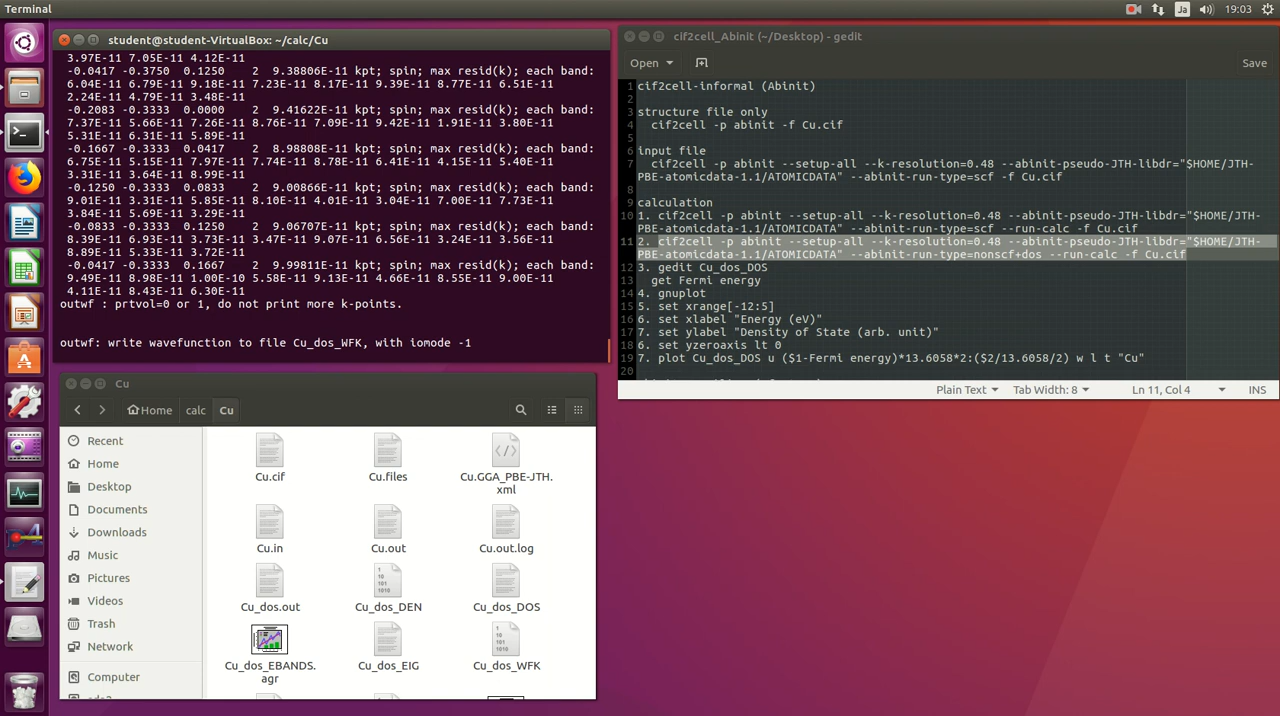 Terminal
Ja
19:03
student@student-VirtualBox: ~/calc/Cu
3.97E-11 7.05E-11 4.12E-11
-0.0417 -0.3750 0.1250 2 9.38806E-11 kpt; spin; max resid(k); each band:
6.04E-11 6.79E-11 9.18E-11 7.23E-11 8.17E-11 9.39E-11 8.77E-11 6.51E-11
2.24E-11 4.79E-11 3.48E-11
-0.2083 -0.3333 0.0000 2 9.41622E-11 kpt; spin; max resid(k); each band:
7.37E-11 5.66E-11 7.26E-11 8.76E-11 7.09E-11 9.42E-11 1.91E-11 3.80E-11
5.31E-11 6.31E-11 5.89E-11
-0.1667 -0.3333 0.0417 2 8.98808E-11 kpt; spin; max resid(k); each band:
6.75E-11 5.15E-11 7.97E-11 7.74E-11 8.78E-11 6.41E-11 4.13E-11 5.40E-11
3.31E-11 3.64E-11 8.99E-11
-0.1250 -0.3333 0.0833 2 9.00866E-11 kpt; spin; max resid(k); each band:
9.01E-11 3.31E-11 5.85E-11 8.10E-11 4.01E-11 3.04E-11 7.00E-11 7.73E-11
3.84E-11 5.69E-11 3.29E-11
-0.0833 -0.3333 0.1250 2 9.06707E-11 kpt; spin; max resid(k); each band:
8.39E-11 6.93E-11 3.73E-11 3.47E-11 9.07E-11 6.56E-11 3.24E-11 3.56E-11
8.89E-11 5.33E-11 3.72E-11
-0.0417 -0.3333 0.1667 2 9.99811E-11 kpt; spin; max resid(k); each band:
9.49E-11 8.98E-11 1.00E-10 5.58E-11 9.13E-11 4.66E-11 8.15E-11 9.00E-11
4.11E-11 8.43E-11 6.30E-11
outwf : prtvol=0 or 1, do not print more k-points.
outwf: write wavefunction to file Cu_dos_WFK, with iomode -1
cif2cell_Abinit (~/Desktop) - gedit
Open
Save
1 cif2cell-informal (Abinit)
2
3 structure file only
4 cif2cell -p abinit -f Cu.cif
5
6 input file
7 cif2cell -p abinit --setup-all --k-resolution=0.48 --abinit-pseudo-JTH-libdr="$HOME/JTH-
PBE-atomicdata-1.1/ATOMICDATA" --abinit-run-type=scf -f Cu.cif
8
9 calculation
10 1. cif2cell -p abinit --setup-all --k-resolution=0.48 --abinit-pseudo-JTH-libdr="$HOME/JTH-
PBE-atomicdata-1.1/ATOMICDATA" --abinit-run-type=scf --run-calc -f Cu.cif
11 2. cif2cell -p abinit --setup-all --k-resolution=0.48 --abinit-pseudo-JTH-libdr="$HOME/JTH-
PBE-atomicdata-1.1/ATOMICDATA" --abinit-run-type=nonscf+dos --run-calc -f Cu.cif
12 3. gedit Cu_dos_DOS
13 get Fermi energy
14 4. gnuplot
15 5. set xrange[-12:5]
16 6. set xlabel "Energy (eV)"
17 7. set ylabel "Density of State (arb. unit)"
18 6. set yzeroaxis lt 0
19 7. plot Cu_dos_DOS u ($1-Fermi energy)*13.6058*2:($2/13.6058/2) w l t "Cu"
20
Plain Text
Tab Width: 8
Ln 11, Col 4
INS
Cu
Home
calc
Cu
Recent
Home
Desktop
Documents
Downloads
Music
Pictures
Videos
Trash
Network
Computer
Cu.cif
Cu.files
Cu.GGA_PBE-JTH.
xml
Cu.in
Cu.out
Cu.out.log
Cu_dos.out
Cu_dos_DEN
Cu_dos_DOS
Cu_dos_EBANDS.
agr
Cu_dos_EIG
Cu_dos_WFK